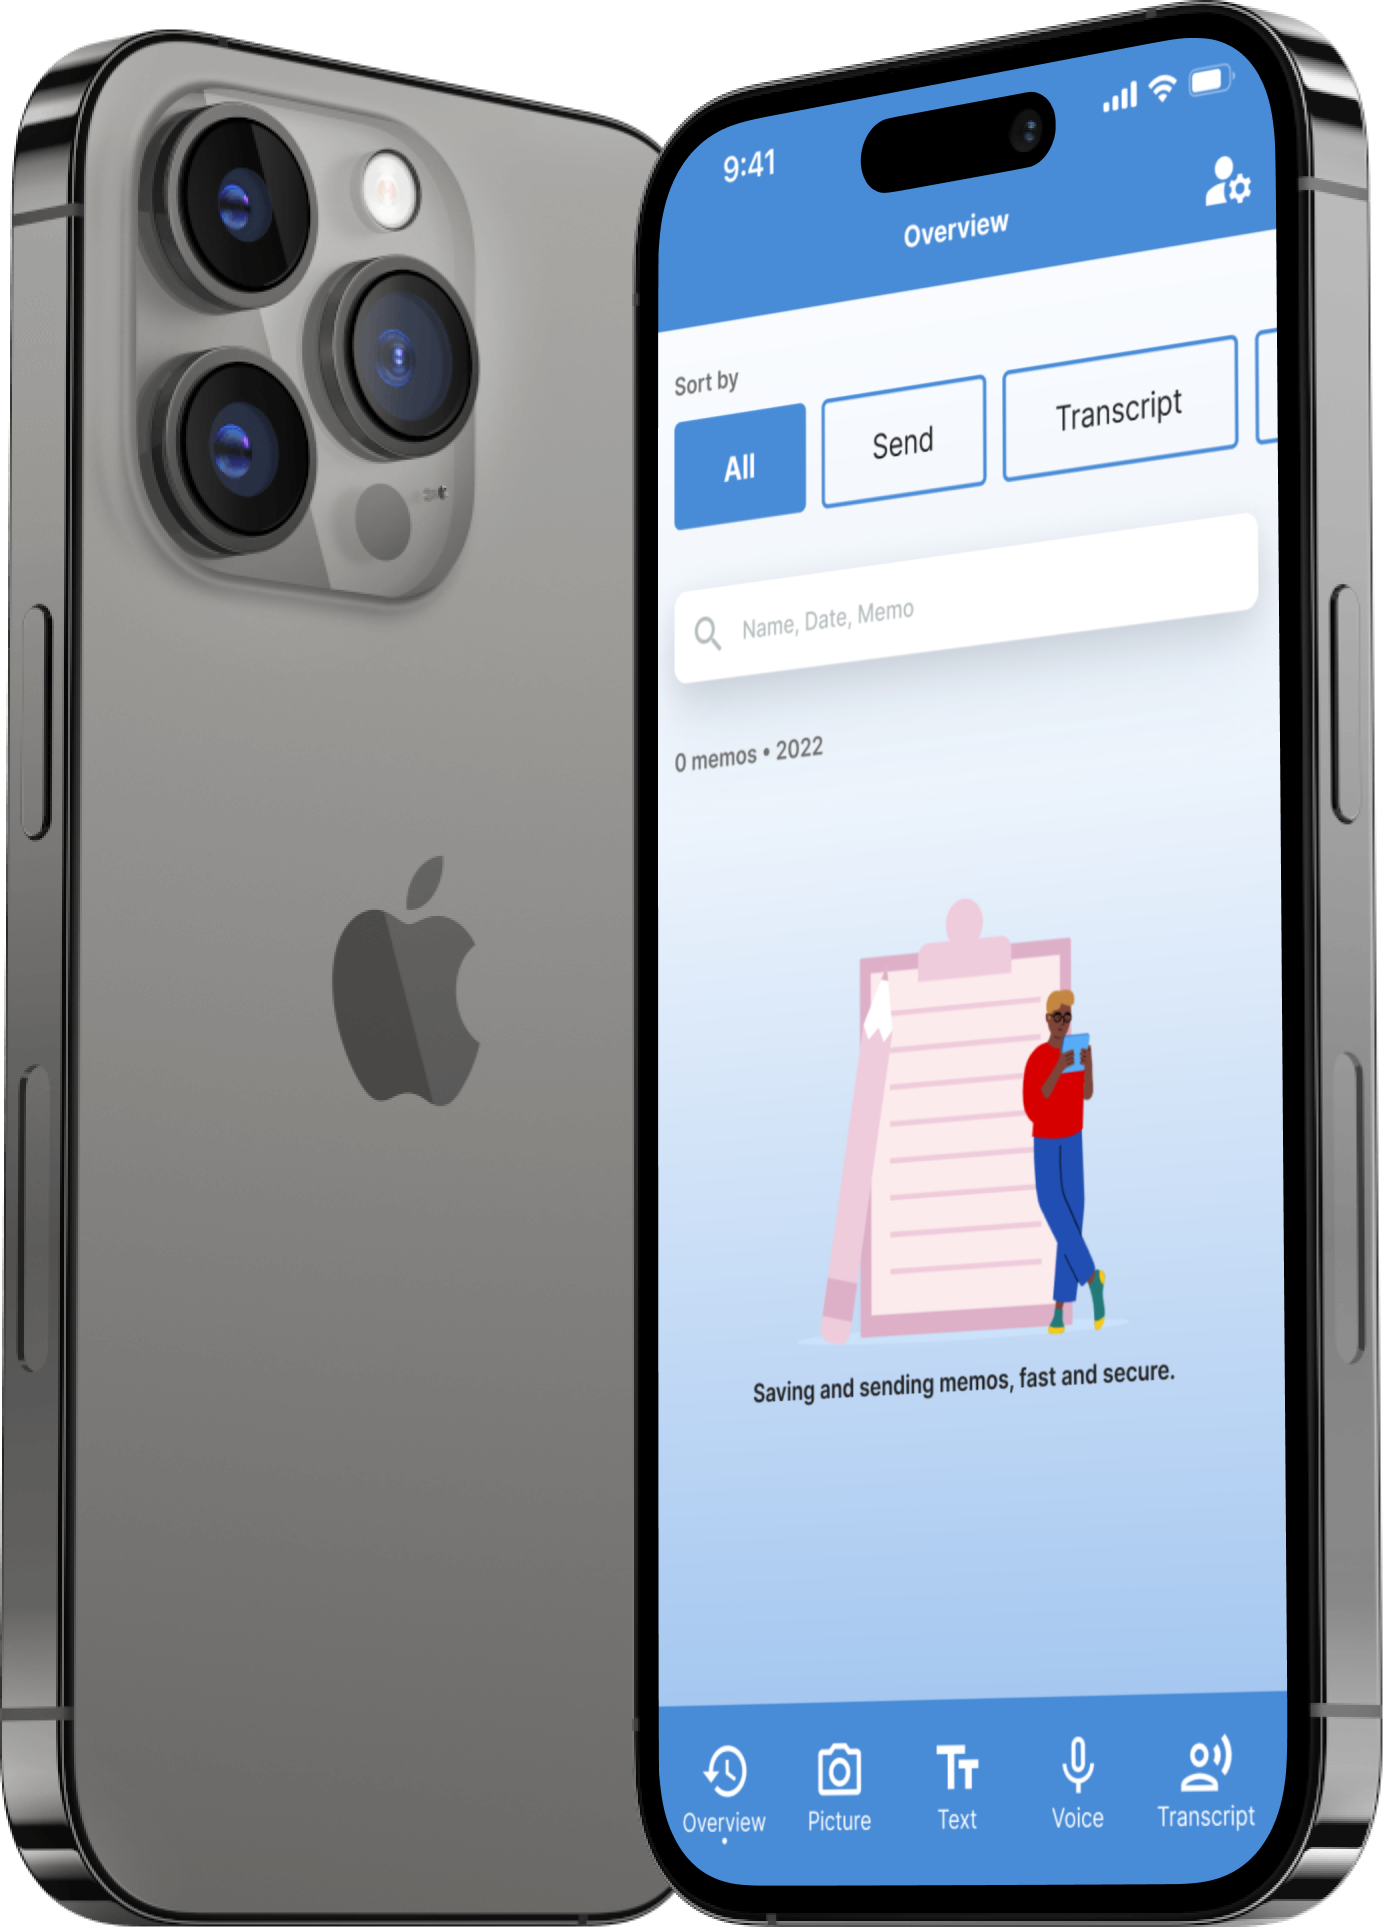 9:41
Overview
Sort by
All
Send
Transcript
Name, Date, Memo
0 memos • 2022
Saving and sending memos, fast and secure.
Overview
Picture
Text
Voice
Transcript